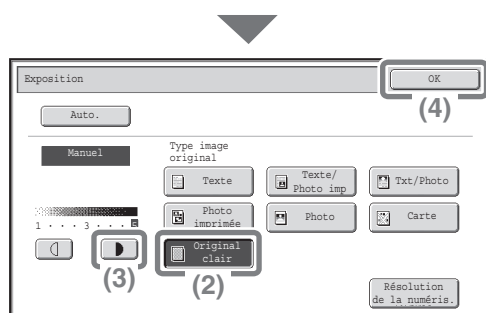 Exposition
OK
(4)
Auto.
Manuel
Type image
original
Texte
Texte/
Photo imp
Txt/Photo
Photo
imprimée
Photo
Carte
1 · · · 3 · · · 5
Original
clair
(3)
(2)
Résolution
de la numéris.